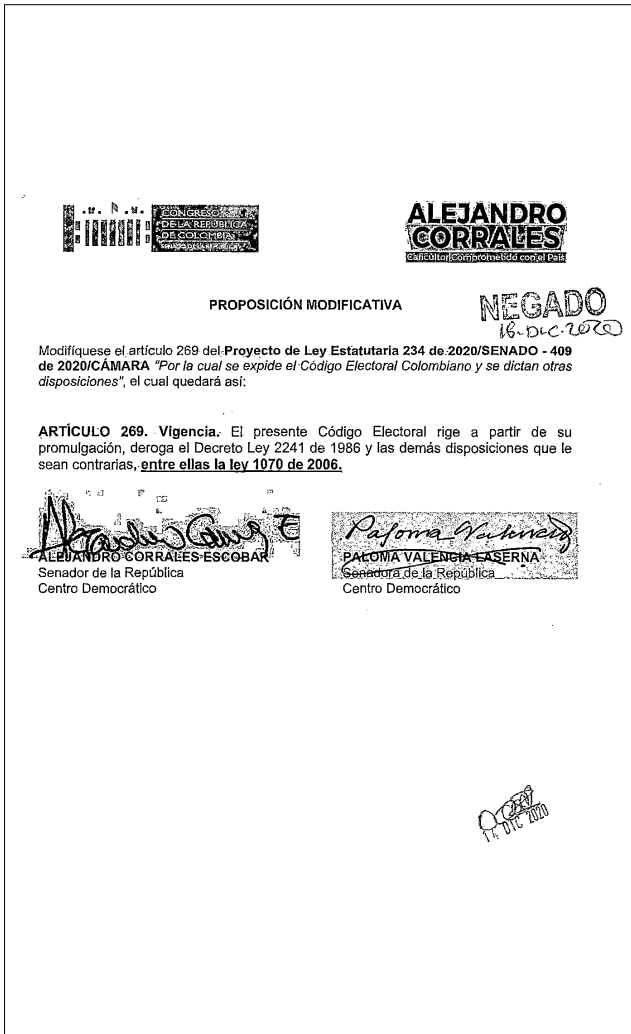 CONGRESO
DE LA REPÚBLICA
DE COLOMBIA
SENADO DE LA REPÚBLICA
ALEJANDRO
CORRALES
Caficultor Comprometido con el País
PROPOSICIÓN MODIFICATIVA
NEGADO
16-DIC-2020
Modifíquese el artículo 269 del Proyecto de Ley Estatutaria 234 de 2020/SENADO - 409
de 2020/CÁMARA "Por la cual se expide el Código Electoral Colombiano y se dictan otras
disposiciones", el cual quedará así:
ARTÍCULO 269. Vigencia. El presente Código Electoral rige a partir de su
promulgación, deroga el Decreto Ley 2241 de 1986 y las demás disposiciones que le
sean contrarias, entre ellas la ley 1070 de 2006.
Paloma Valencia
ALEJANDRO CORRALES ESCOBAR
Senador de la República
Centro Democrático
PALOMA VALENCIA LASERNA
Senadora de la República
Centro Democrático
14 DIC 2020